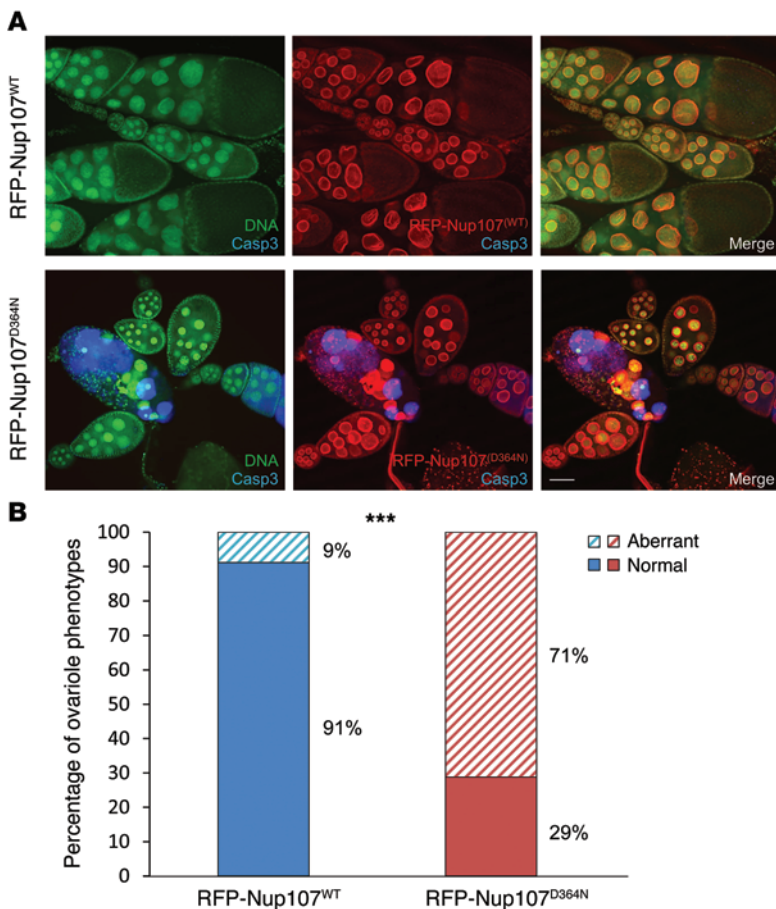 A
RFP-Nup107WT
DNA
Casp3
RFP-Nup107(WT)
Casp3
Merge
RFP-Nup107D364N
DNA
Casp3
RFP-Nup107(D364N)
Casp3
Merge
B
Percentage of ovariole phenotypes
100
90
80
70
60
50
40
30
20
10
0
***
9%
91%
71%
29%
Aberrant
Normal
RFP-Nup107WT
RFP-Nup107D364N